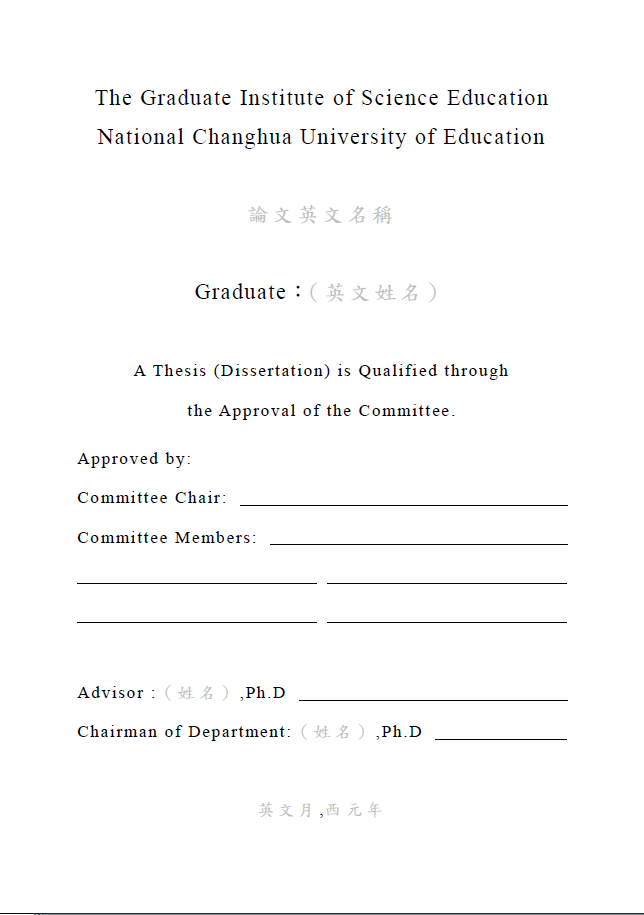 The Graduate Institute of Science Education
National Changhua University of Education
論文英文名稱
Graduate：（英文姓名）
A Thesis (Dissertation) is Qualified through
the Approval of the Committee.
Approved by:
Committee Chair:
Committee Members:
Advisor :（姓名）,Ph.D
Chairman of Department:（姓名）,Ph.D
英文月,西元年